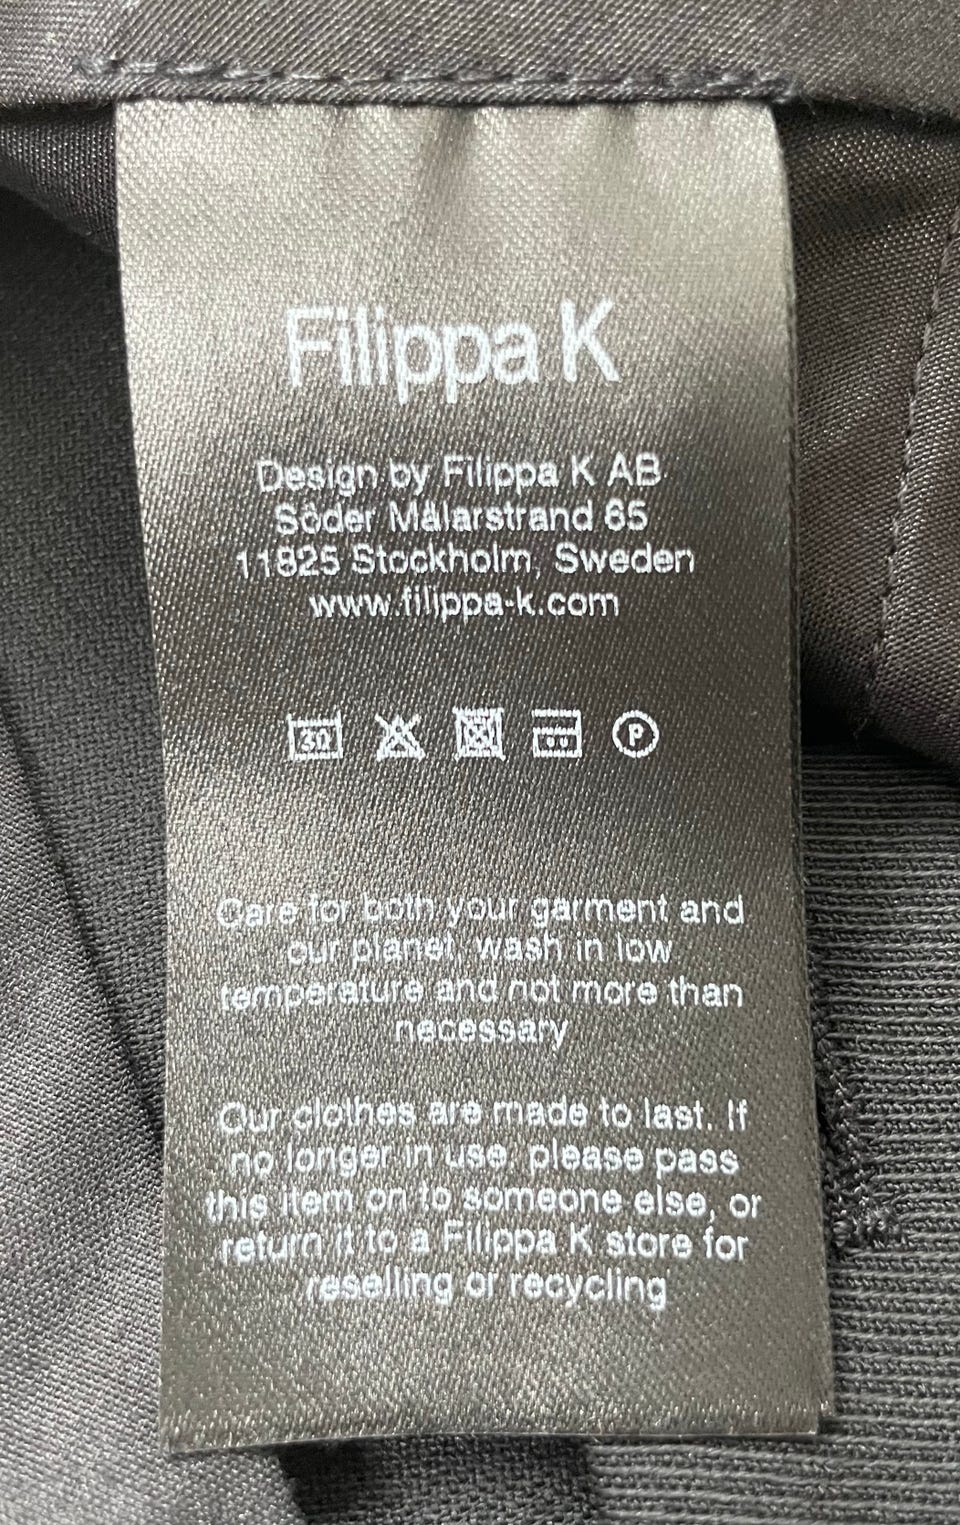 Filippa K
Design by Filippa K AB
Söder Mälarstrand 65
11825 Stockholm, Sweden
www.filippa-k.com
30 P
Care for both your garment and
our planet, wash in low
temperature and not more than
necessary
Our clothes are made to last. If
no longer in use, please pass
this item on to someone else, or
return it to a Filippa K store for
reselling or recycling